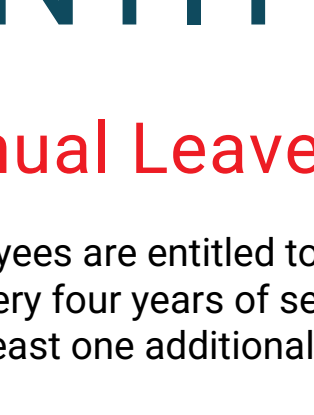 nual Leave
yees are entitled to
ery four years of se
east one additional